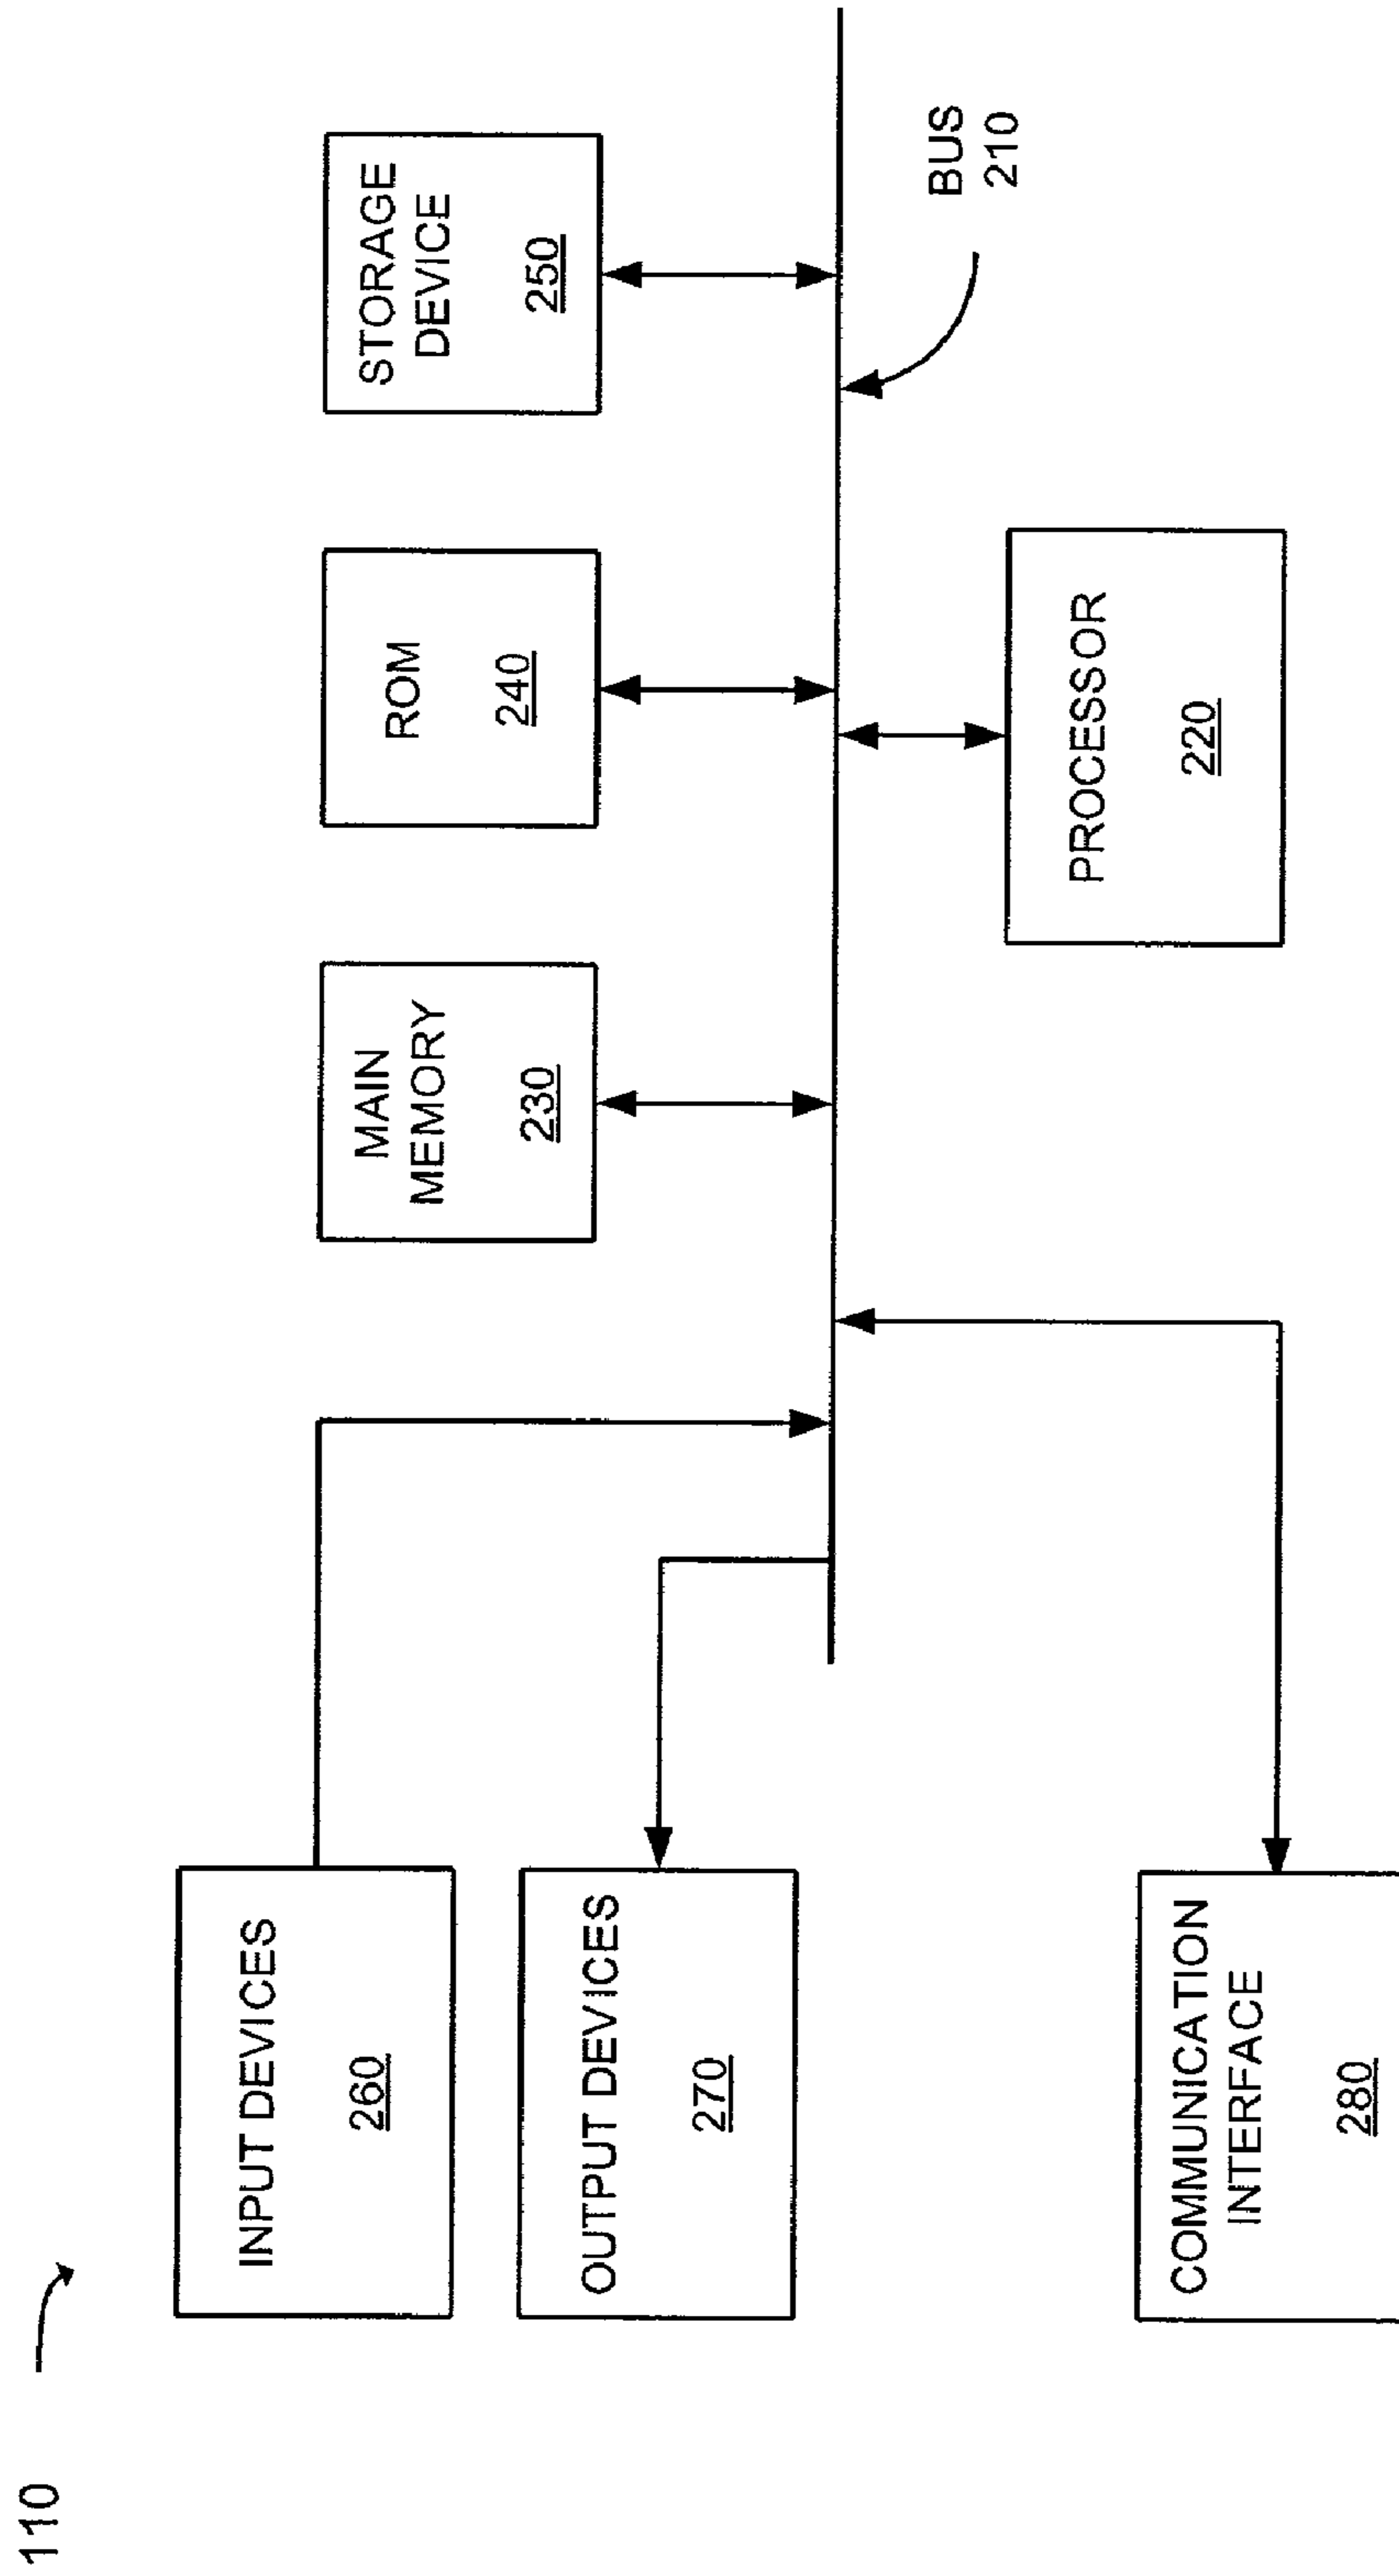 110
INPUT DEVICES
260
OUTPUT DEVICES
270
COMMUNICATION
INTERFACE
280
MAIN
MEMORY
230
ROM
240
STORAGE
DEVICE
250
PROCESSOR
220
BUS
210